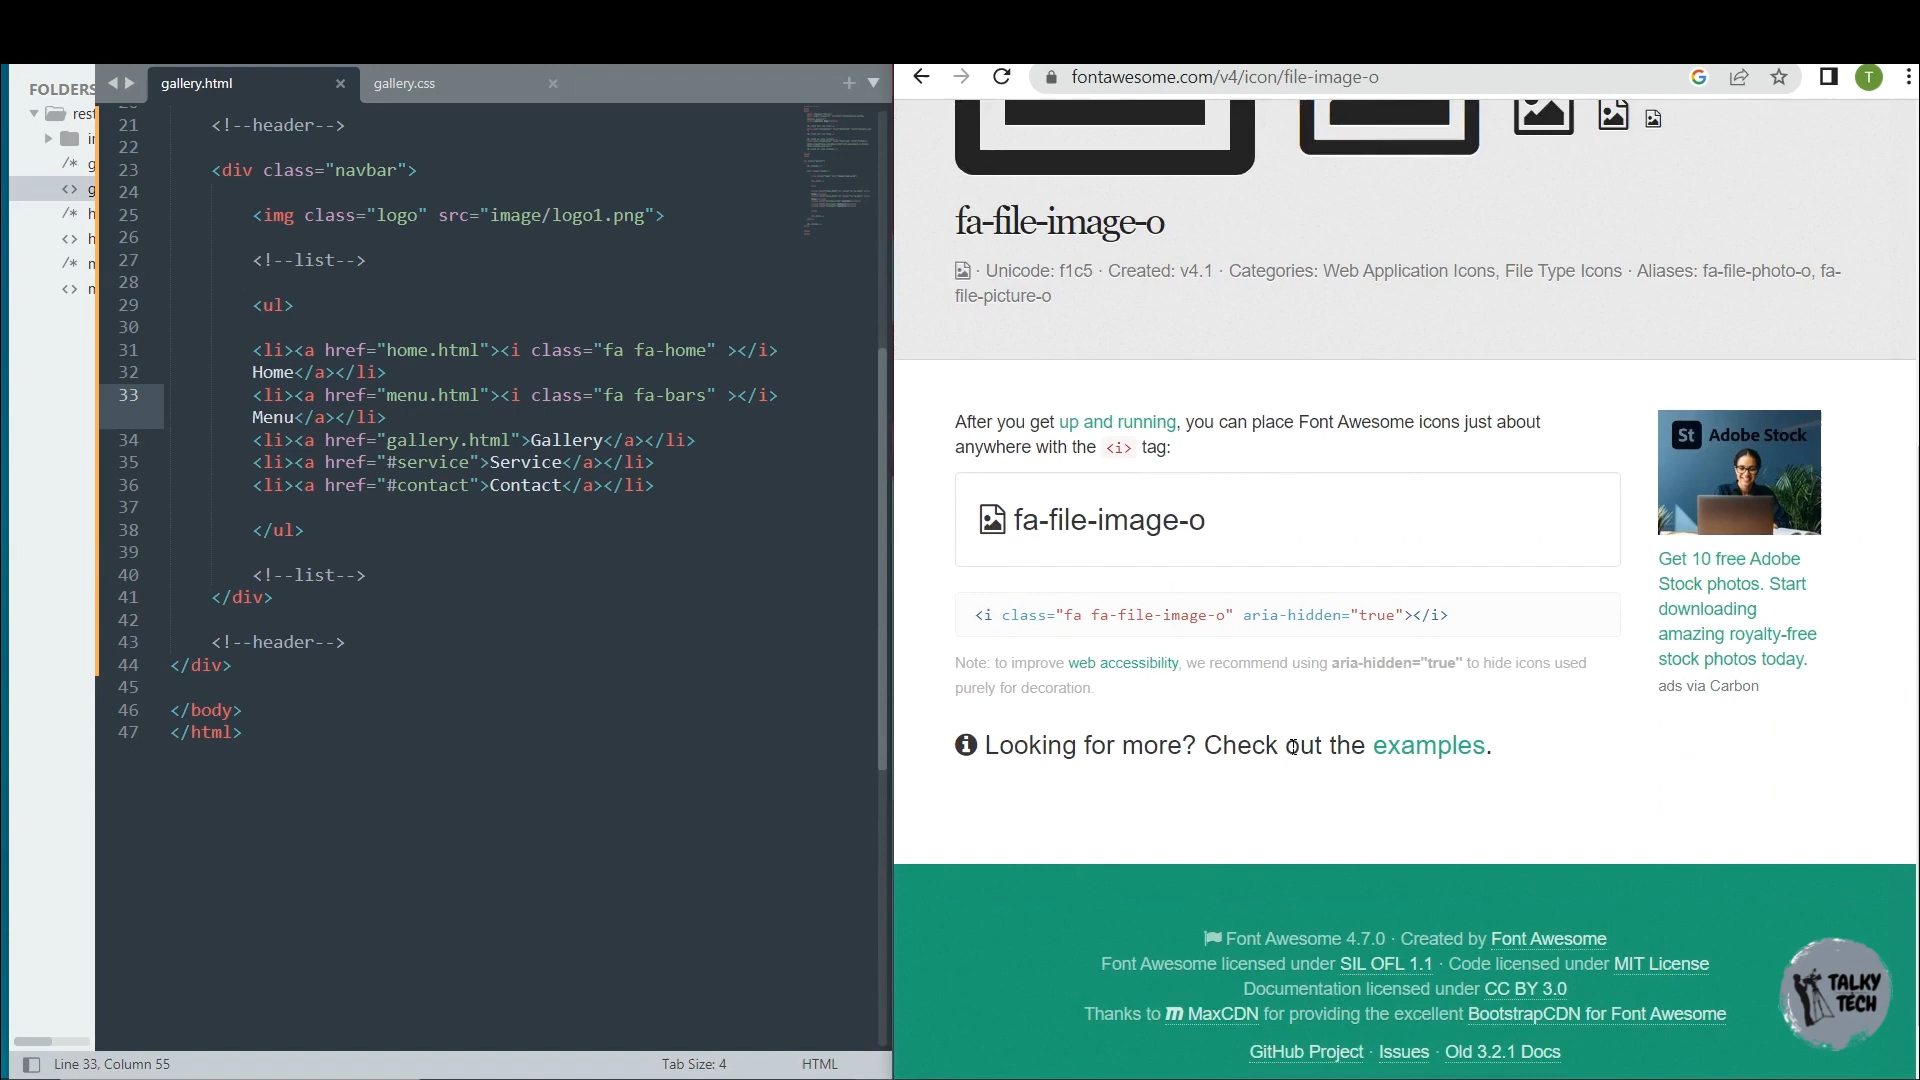 FOLDERS
rest
g
g
h
h
gallery.html
gallery.css
21 <!--header-->
22
23 <div class="navbar">
24
25 <img class="logo" src="image/logo1.png">
26
27 <!--list-->
28
29 <ul>
30
31 <li><a href="home.html"><i class="fa fa-home" ></i>
32 Home</a></li>
33 <li><a href="menu.html"><i class="fa fa-bars" ></i>
Menu</a></li>
34 <li><a href="gallery.html">Gallery</a></li>
35 <li><a href="#service">Service</a></li>
36 <li><a href="#contact">Contact</a></li>
37
38 </ul>
39
40 <!--list-->
41 </div>
42
43 <!--header-->
44 </div>
45
46 </body>
47 </html>
Line 33, Column 55
Tab Size: 4
HTML
fontawesome.com/v4/icon/file-image-o
T
fa-file-image-o
· Unicode: f1c5 · Created: v4.1 · Categories: Web Application Icons, File Type Icons · Aliases: fa-file-photo-o, fa-
file-picture-o
After you get up and running, you can place Font Awesome icons just about
anywhere with the <i> tag:
fa-file-image-o
<i class="fa fa-file-image-o" aria-hidden="true"></i>
Note: to improve web accessibility, we recommend using aria-hidden="true" to hide icons used
purely for decoration.
Looking for more? Check out the examples.
St Adobe Stock
Get 10 free Adobe
Stock photos. Start
downloading
amazing royalty-free
stock photos today.
ads via Carbon
Font Awesome 4.7.0 · Created by Font Awesome
Font Awesome licensed under SIL OFL 1.1 · Code licensed under MIT License
Documentation licensed under CC BY 3.0
Thanks to MaxCDN for providing the excellent BootstrapCDN for Font Awesome
GitHub Project · Issues · Old 3.2.1 Docs
TALKY
TECH